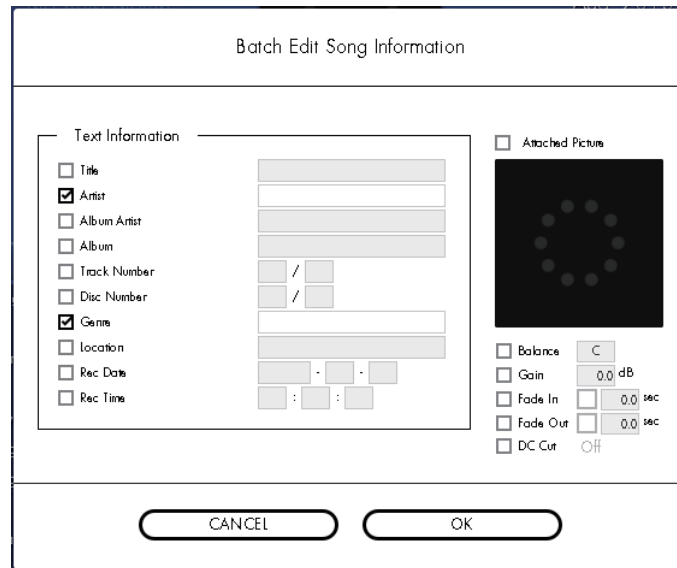 Batch Edit Song Information
Text Information
Title
Artist
Album Artist
Album
Track Number /
Disc Number /
Genre
Location
Rec Date - -
Rec Time : :
Attached Picture
Balance C
Gain 0.0 dB
Fade In 0.0 sec
Fade Out 0.0 sec
DC Cut Off
CANCEL OK